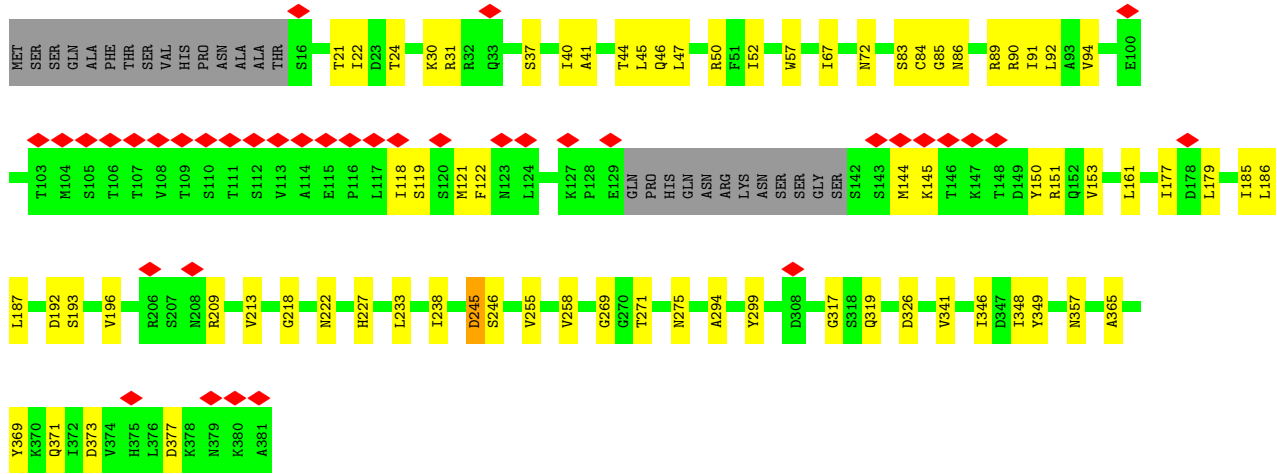 MET SER SER GLN ALA PHE THR SER VAL HIS PRO ASN ALA ALA THR S16 T21 I22 D23 T24 K30 R31 R32 Q33 S37 I40 A41 T44 L45 Q46 L47 R50 F51 I52 W57 I67 N72 S83 C84 G85 N86 R89 R90 I91 L92 A93 V94 E100
T103 M104 S105 T106 T107 V108 T109 S110 T111 S112 V113 A114 E115 P116 L117 I118 S119 S120 M121 F122 N123 L124 K127 P128 E129 GLN PRO HIS GLN ASN ARG LYS ASN SER SER GLY SER S142 S143 M144 K145 T146 K147 T148 D149 Y150 R151 Q152 V153 L161 I177 D178 L179 I185 L186
L187 D192 S193 V196 R206 S207 N208 R209 V213 G218 N222 H227 L233 I238 D245 S246 V255 V258 G269 G270 T271 N275 A294 Y299 D308 G317 S318 Q319 D326 V341 I346 D347 I348 Y349 N357 A365
Y369 K370 Q371 I372 D373 V374 H375 L376 D377 K378 N379 K380 A381